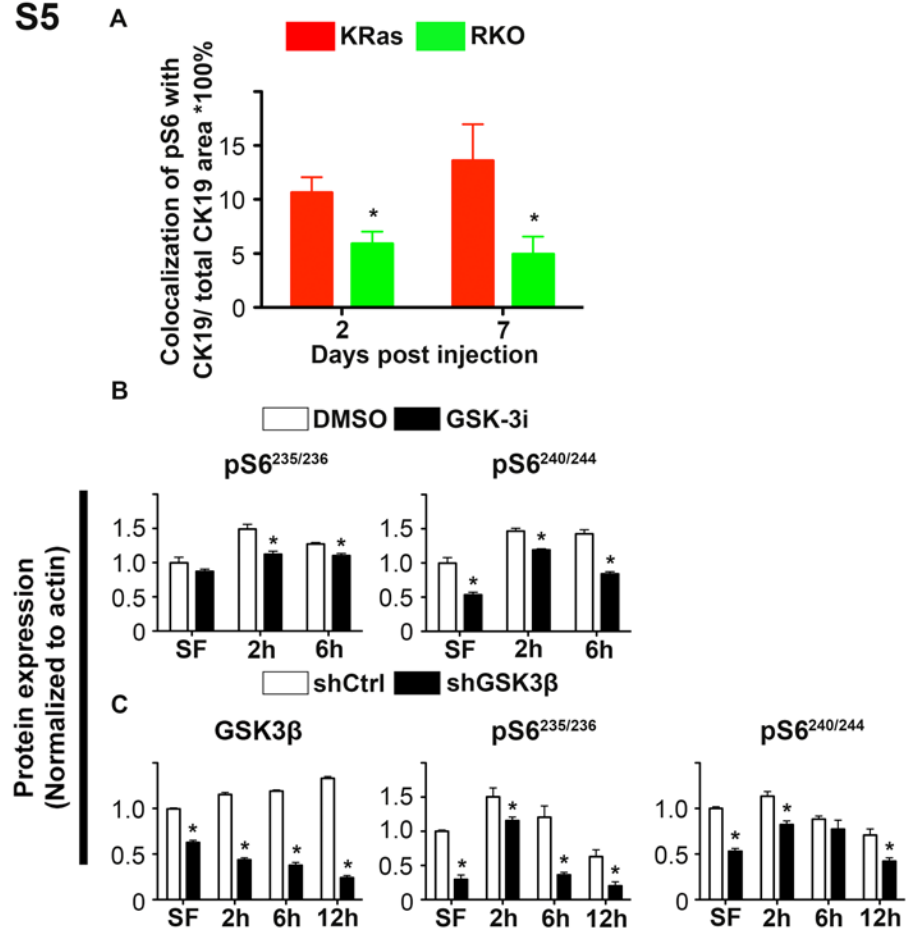 S5
A
KRas RKO
Colocalization of pS6 with
CK19/ total CK19 area *100%
15
10
5
0
* *
2 7
Days post injection
B
DMSO GSK-3i
Protein expression
(Normalized to actin)
pS6235/236
1.5
1.0
0.5
0
* *
SF 2h 6h
pS6240/244
1.5
1.0
0.5
0
* * *
SF 2h 6h
shCtrl shGSK3β
C
GSK3β
1.0
0.5
0
* * * *
SF 2h 6h 12h
pS6235/236
1.5
1.0
0.5
0
* * * *
SF 2h 6h 12h
pS6240/244
1.0
0.5
0
* * *
SF 2h 6h 12h